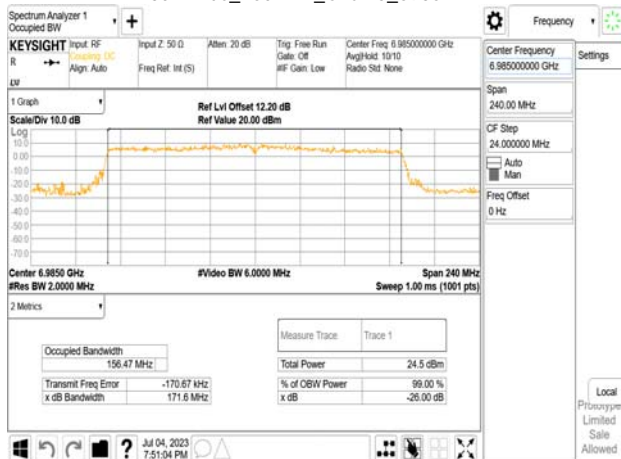 Spectrum Analyzer 1
Occupied BW
Frequency
KEYSIGHT
Input: RF
Coupling: DC
Align: Auto
Input Z: 50 Ω
Freq Ref: Int (S)
Atten: 20 dB
Trig: Free Run
Gate: Off
#IF Gain: Low
Center Freq: 6.985000000 GHz
Avg|Hold: 10/10
Radio Std: None
R
LXI
Center Frequency
6.985000000 GHz
Settings
Span
240.00 MHz
CF Step
24.000000 MHz
Auto
Man
Freq Offset
0 Hz
1 Graph
Scale/Div 10.0 dB
Ref Lvl Offset 12.20 dB
Ref Value 20.00 dBm
Log
10.0
0.00
-10.0
-20.0
-30.0
-40.0
-50.0
-60.0
-70.0
Center 6.9850 GHz
#Video BW 6.0000 MHz
Span 240 MHz
#Res BW 2.0000 MHz
Sweep 1.00 ms (1001 pts)
2 Metrics
Measure Trace
Trace 1
Occupied Bandwidth
156.47 MHz
Total Power
24.5 dBm
Transmit Freq Error
-170.67 kHz
% of OBW Power
99.00 %
x dB Bandwidth
171.6 MHz
x dB
-26.00 dB
Local
Prototype
Limited
Sale
Allowed
Jul 04, 2023
7:51:04 PM